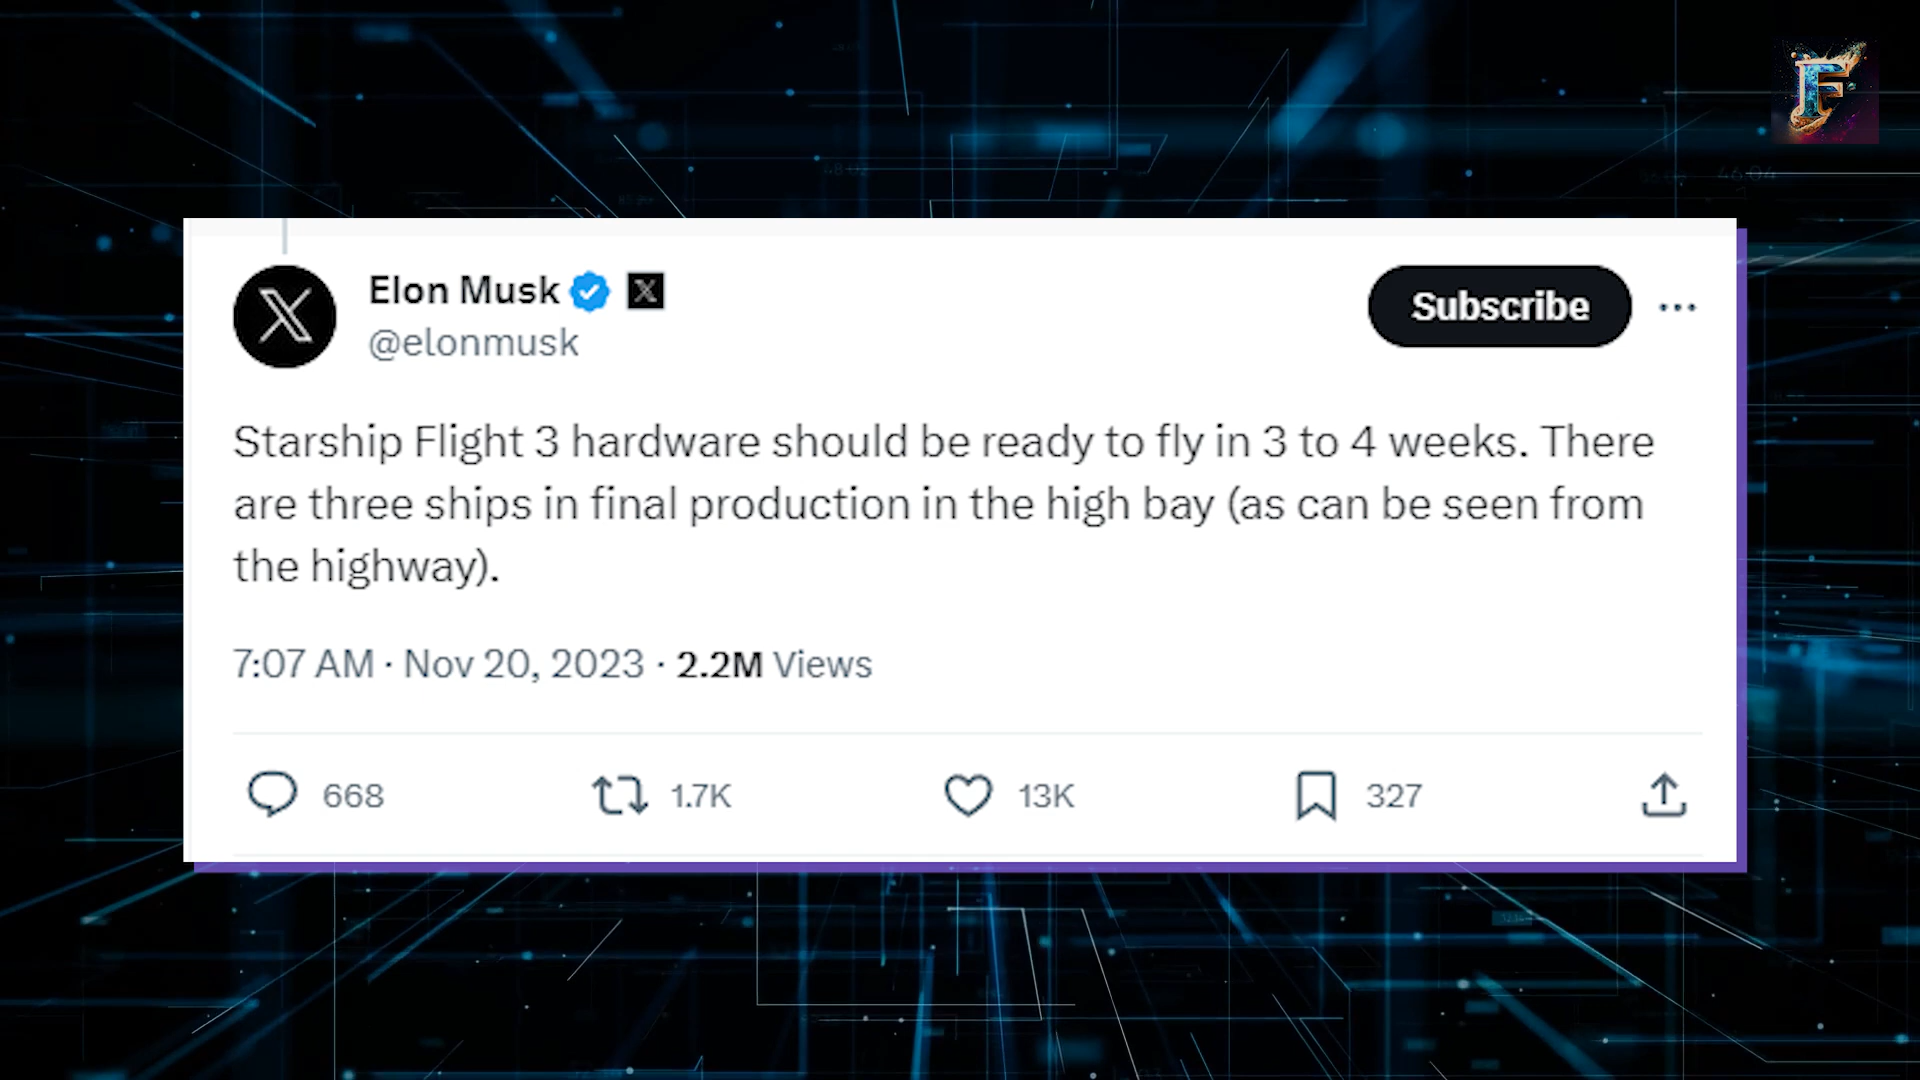 F
Elon Musk
@elonmusk
Subscribe
Starship Flight 3 hardware should be ready to fly in 3 to 4 weeks. There
are three ships in final production in the high bay (as can be seen from
the highway).
7:07 AM · Nov 20, 2023 · 2.2M Views
668 1.7K 13K 327